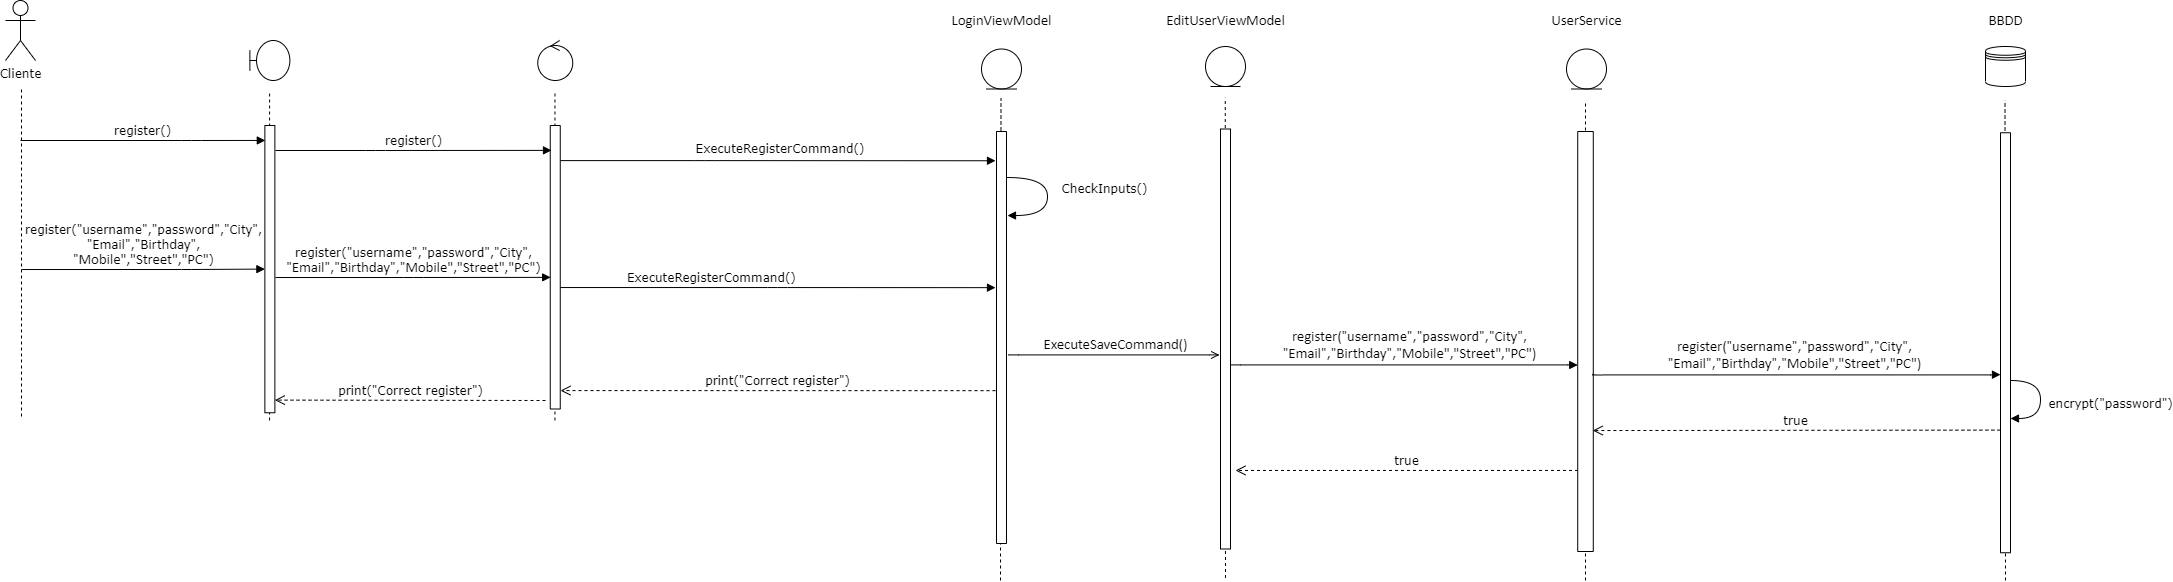 LoginViewModel
EditUserViewModel
UserService
BBDD
Cliente
register()
register()
ExecuteRegisterCommand()
CheckInputs()
register("username","password","City",
"Email","Birthday",
"Mobile","Street","PC")
register("username","password","City",
"Email","Birthday","Mobile","Street","PC")
ExecuteRegisterCommand()
ExecuteSaveCommand()
register("username","password","City",
"Email","Birthday","Mobile","Street","PC")
register("username","password","City",
"Email","Birthday","Mobile","Street","PC")
print("Correct register")
print("Correct register")
encrypt("password")
true
true